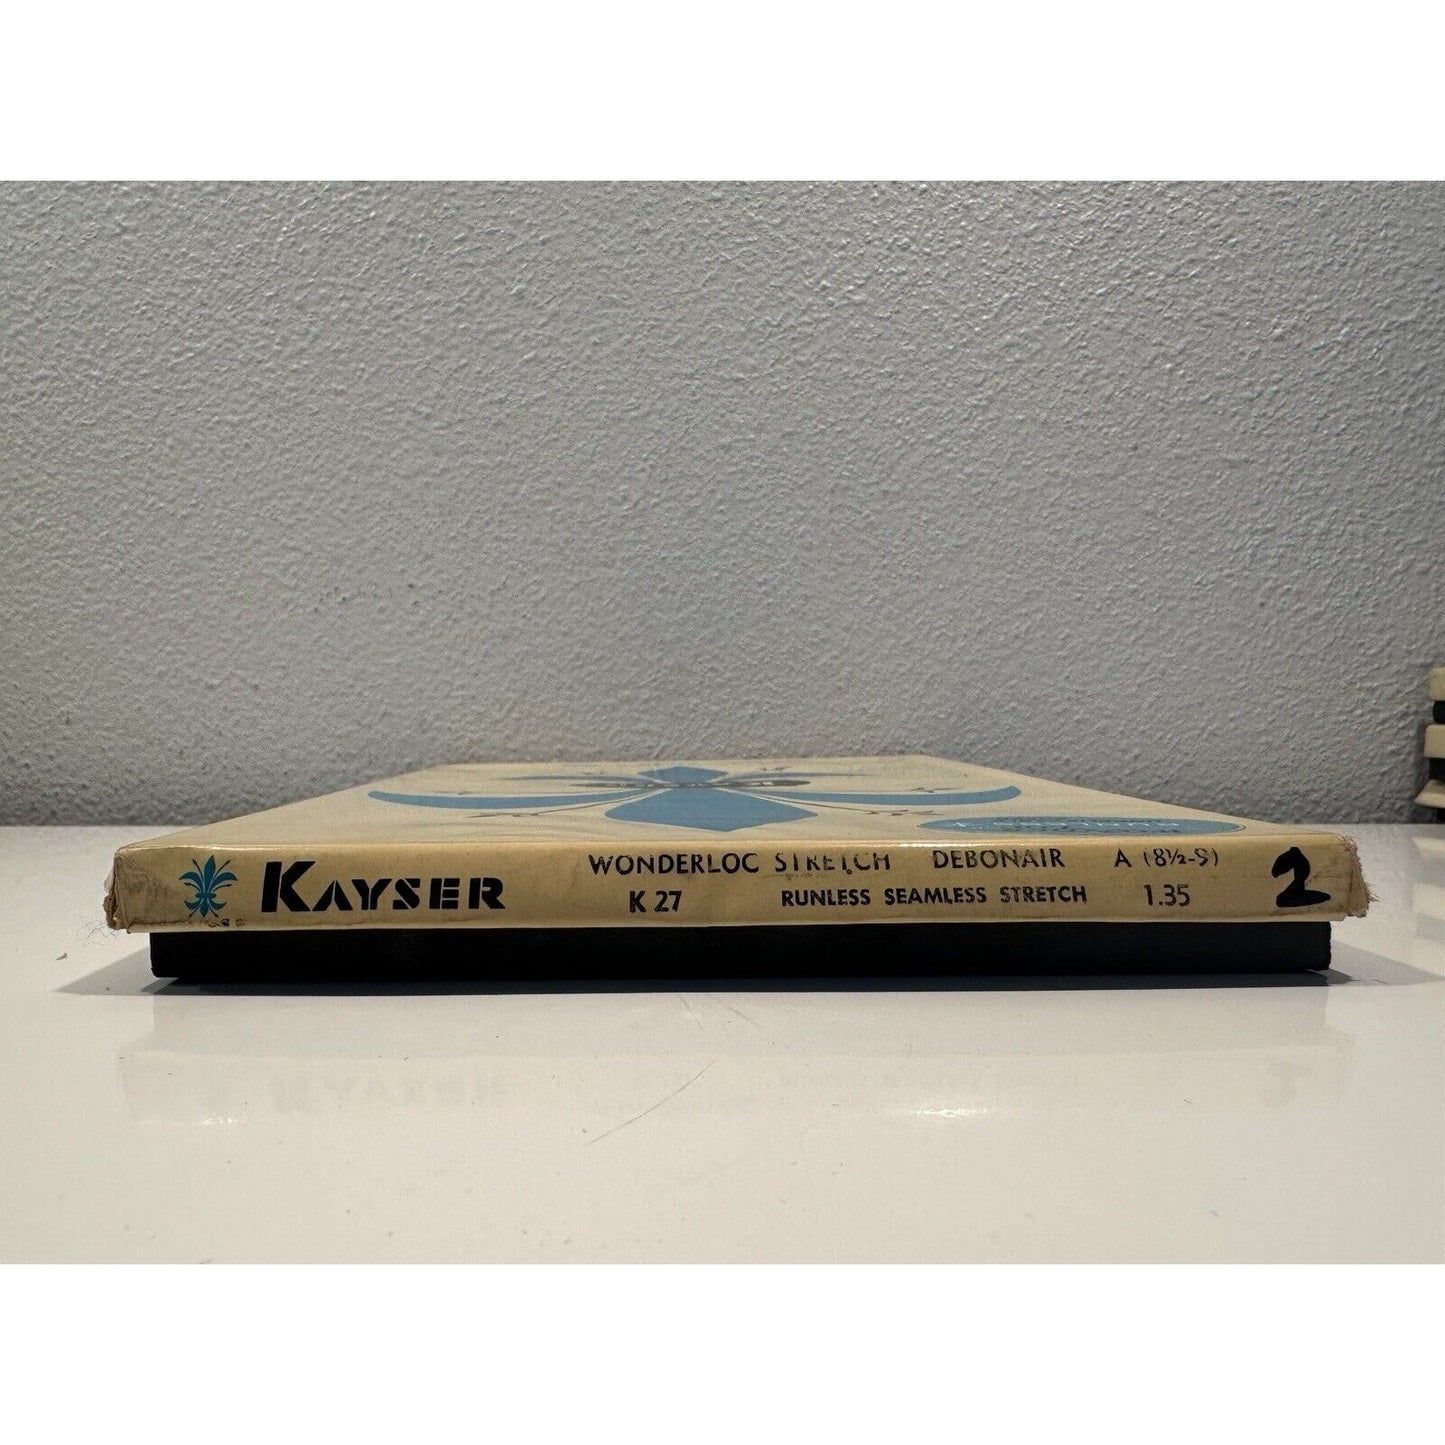 KAYSER
WONDERLOC STRETCH DEBONAIR A (8½-9)
K 27 RUNLESS SEAMLESS STRETCH 1.35
2